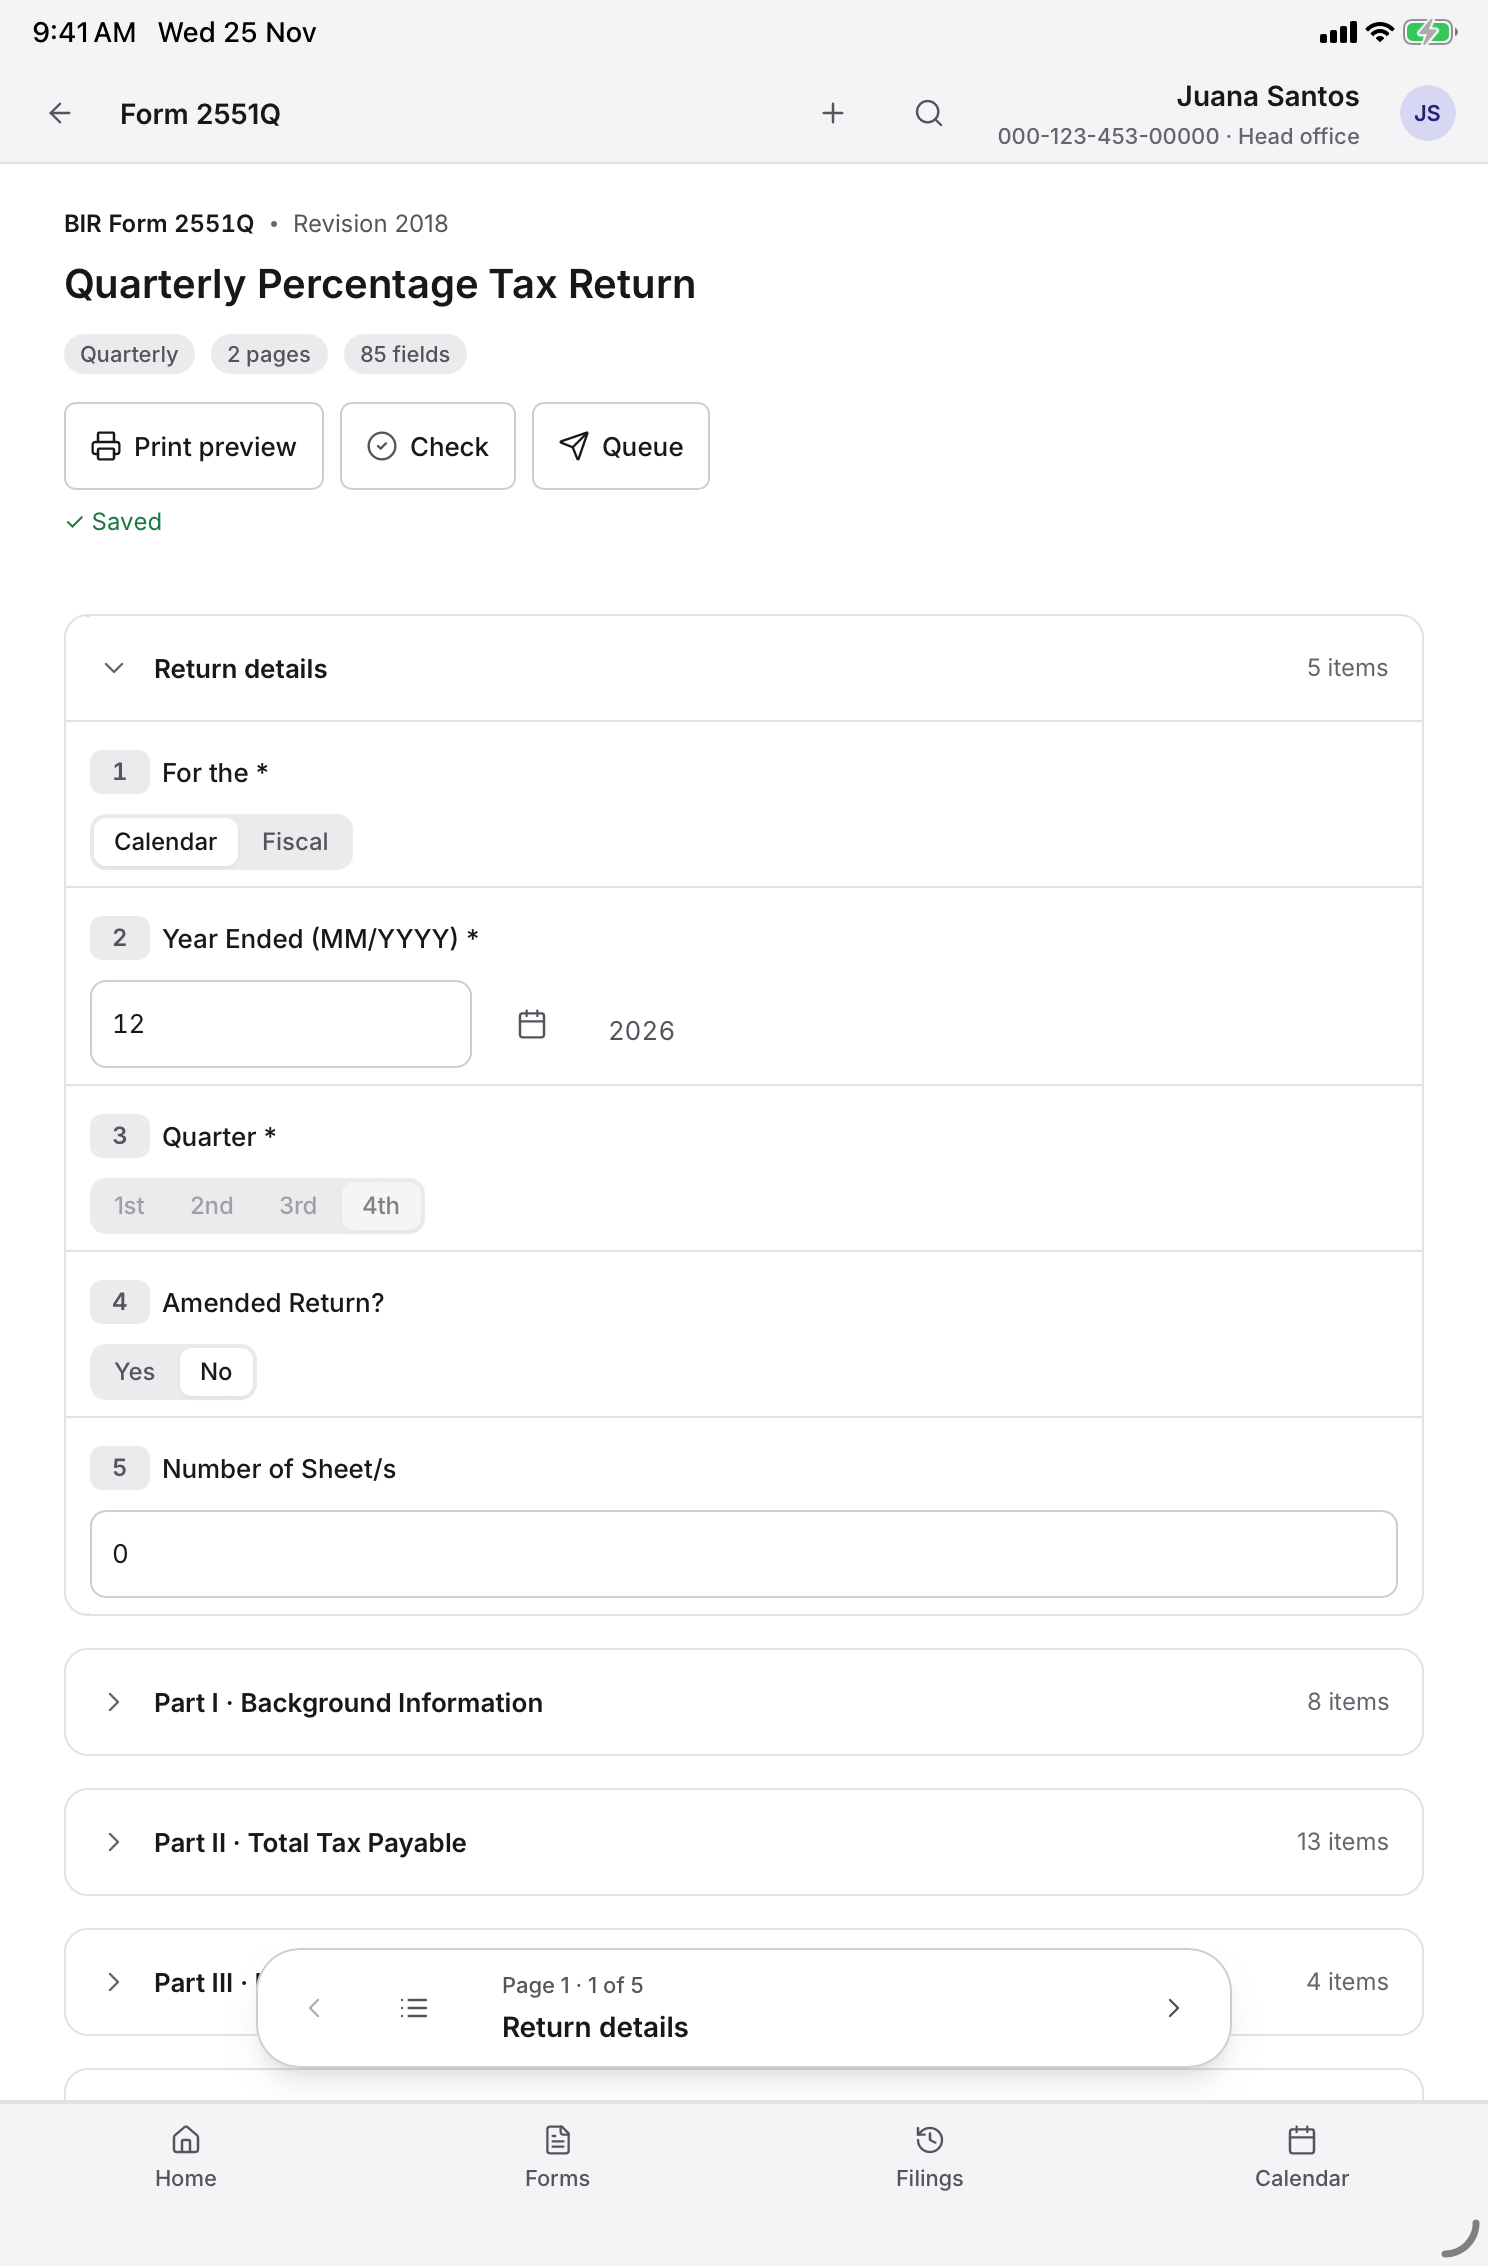 9:41 AM Wed 25 Nov
Form 2551Q
Juana Santos
000-123-453-00000 · Head office
JS
BIR Form 2551Q • Revision 2018
Quarterly Percentage Tax Return
Quarterly 2 pages 85 fields
Print preview Check Queue
Saved
Return details 5 items
1 For the *
Calendar Fiscal
2 Year Ended (MM/YYYY) *
12 2026
3 Quarter *
1st 2nd 3rd 4th
4 Amended Return?
Yes No
5 Number of Sheet/s
0
Part I · Background Information 8 items
Part II · Total Tax Payable 13 items
Part III · 4 items
Page 1 · 1 of 5
Return details
Home Forms Filings Calendar